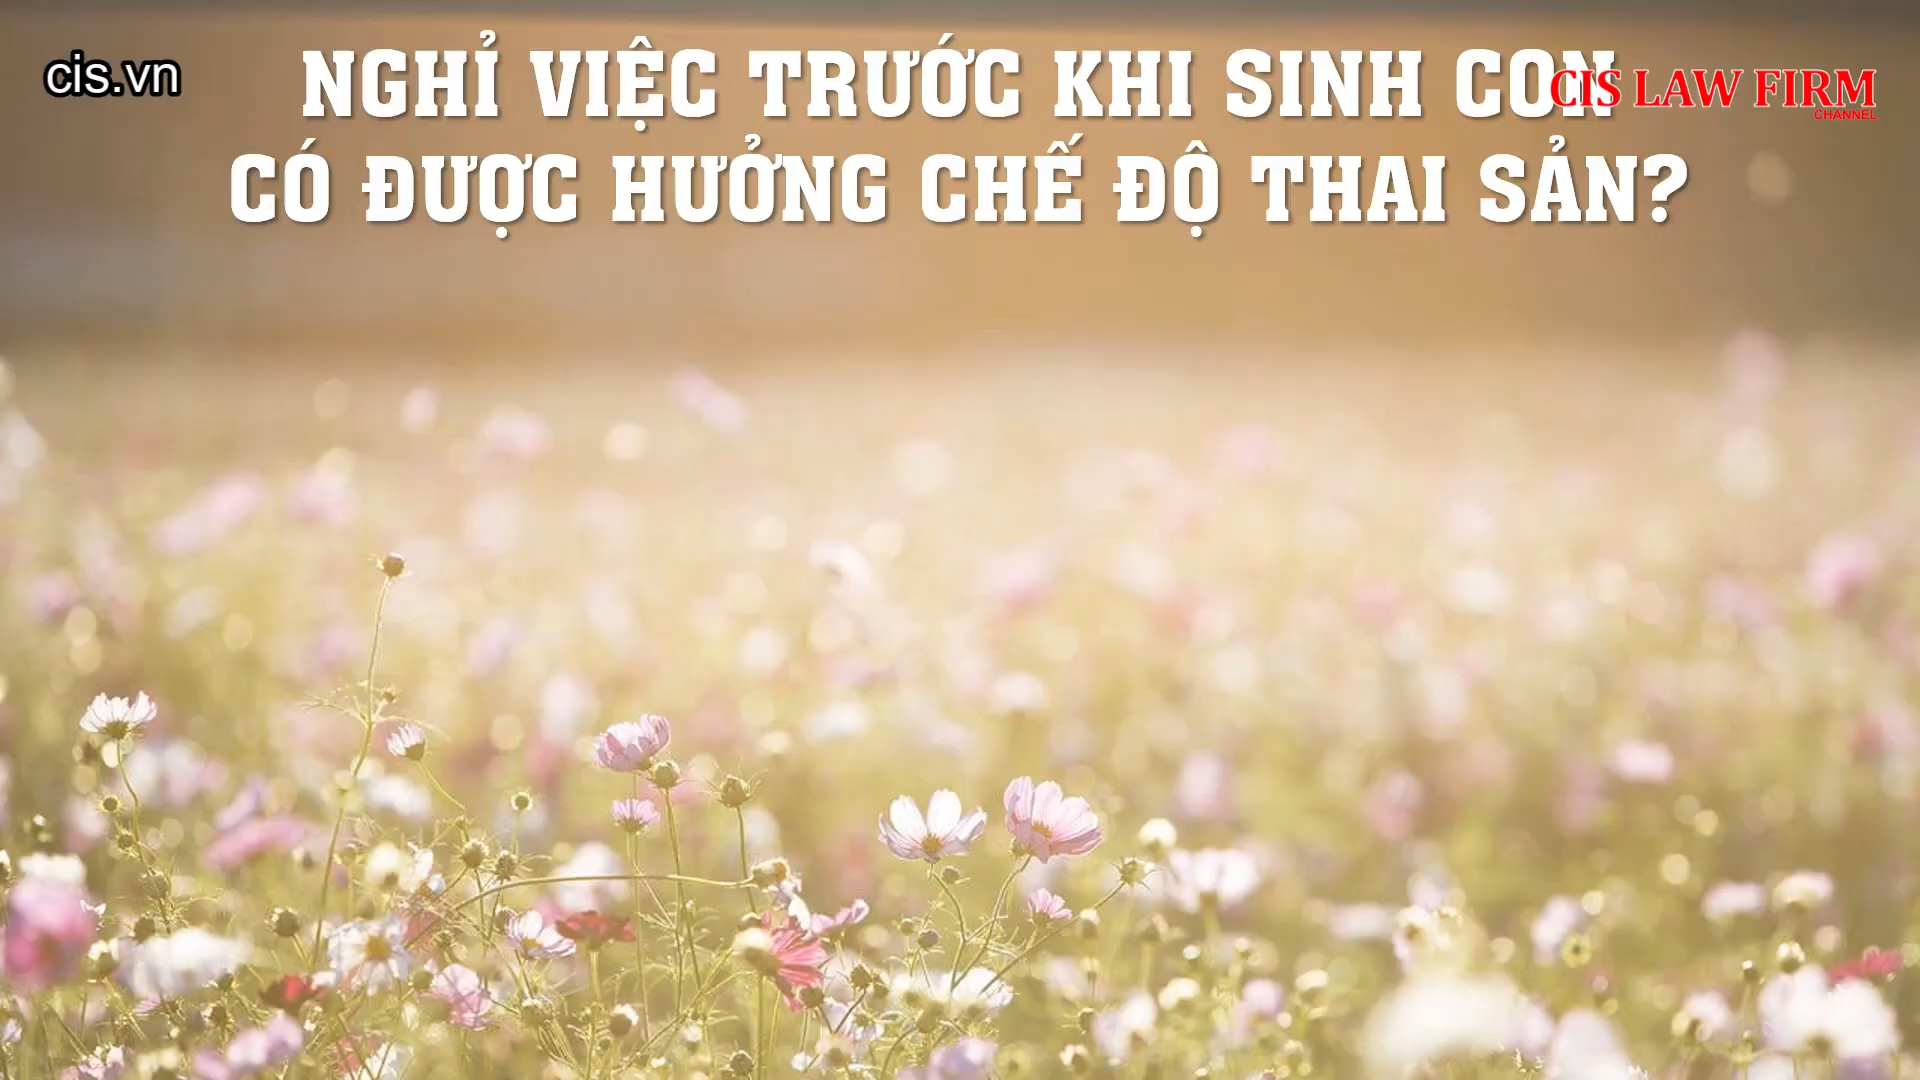 cis.vn
NGHỈ VIỆC TRƯỚC KHI SINH CON
CIS LAW FIRM
CHANNEL
CÓ ĐƯỢC HƯỞNG CHẾ ĐỘ THAI SẢN?